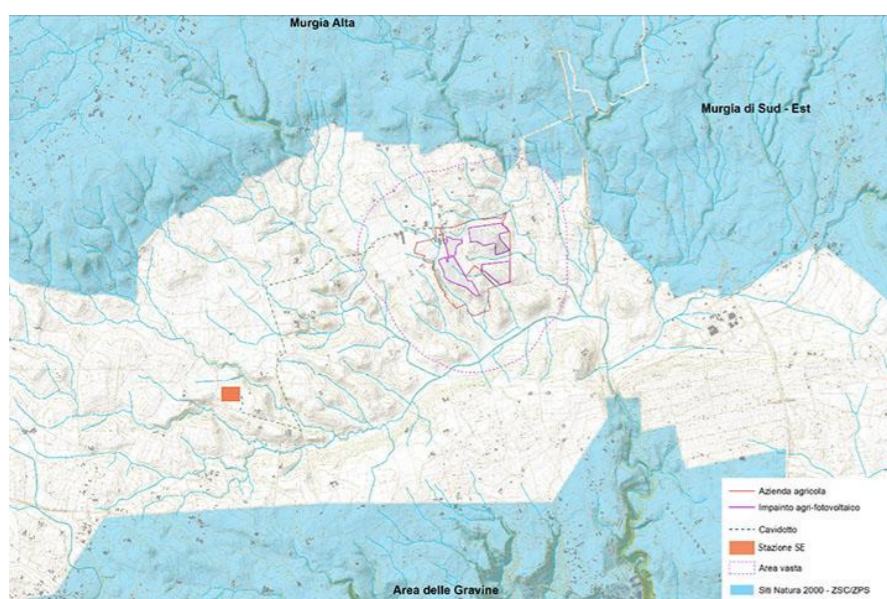 Murgia Alta
Murgia di Sud - Est
Area delle Gravine
Azienda agricola
Impainto agri-fotovoltaico
Cavidotto
Stazione SE
Area vasta
Siti Natura 2000 - ZSC/ZPS